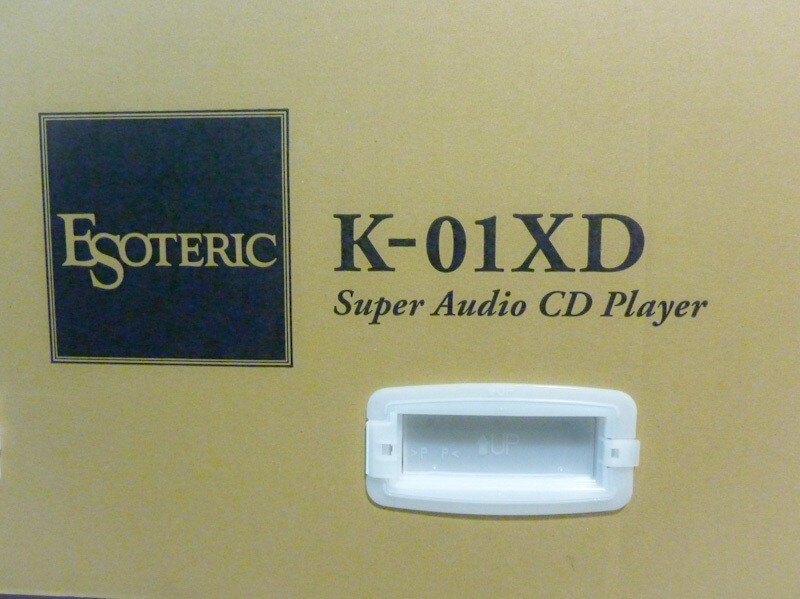 ESOTERIC
K-01XD
Super Audio CD Player
UP
>P P<